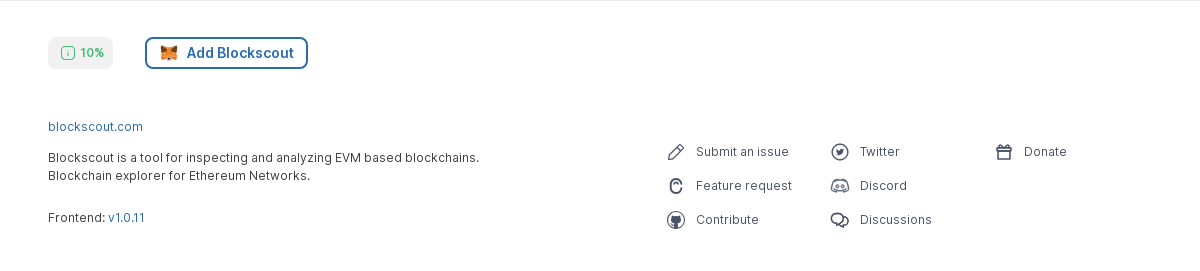 10%
Add Blockscout
blockscout.com
Blockscout is a tool for inspecting and analyzing EVM based blockchains.
Blockchain explorer for Ethereum Networks.
Frontend: v1.0.11
Submit an issue
Feature request
Contribute
Twitter
Discord
Discussions
Donate